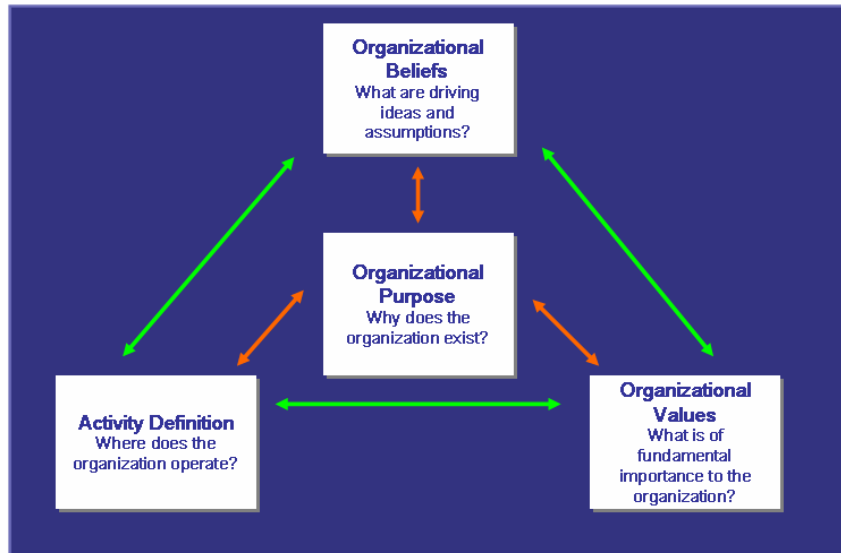 Organizational
Beliefs
What are driving
ideas and
assumptions?
Organizational
Purpose
Why does the
organization exist?
Activity Definition
Where does the
organization operate?
Organizational
Values
What is of
fundamental
importance to the
organization?